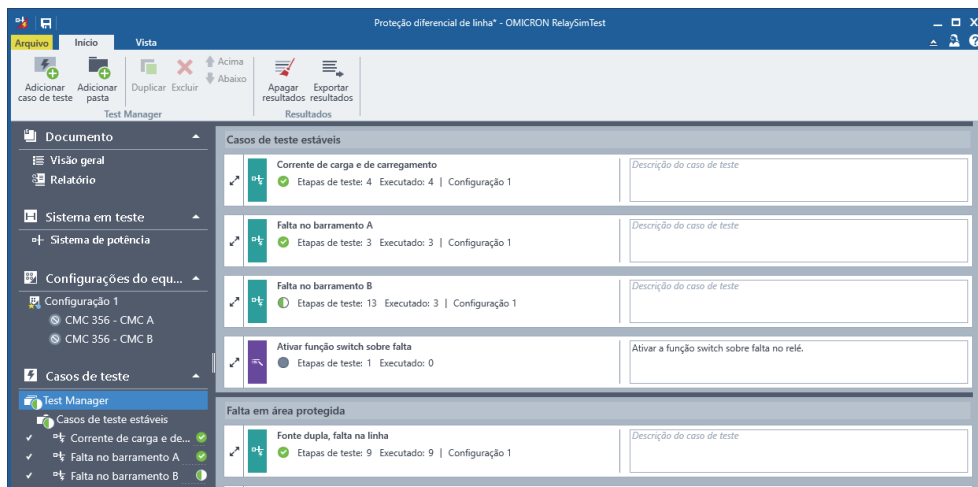 Proteção diferencial de linha* - OMICRON RelaySimTest
Arquivo Início Vista
Adicionar caso de teste
Adicionar pasta
Duplicar
Excluir
Acima
Abaixo
Test Manager
Apagar resultados
Exportar resultados
Resultados
Documento
Visão geral
Relatório
Sistema em teste
Sistema de potência
Configurações do equ...
Configuração 1
CMC 356 - CMC A
CMC 356 - CMC B
Casos de teste
Test Manager
Casos de teste estáveis
Corrente de carga e de...
Falta no barramento A
Falta no barramento B
Casos de teste estáveis
Corrente de carga e de carregamento
Etapas de teste: 4 Executado: 4 | Configuração 1
Descrição do caso de teste
Falta no barramento A
Etapas de teste: 3 Executado: 3 | Configuração 1
Descrição do caso de teste
Falta no barramento B
Etapas de teste: 13 Executado: 3 | Configuração 1
Descrição do caso de teste
Ativar função switch sobre falta
Etapas de teste: 1 Executado: 0
Ativar a função switch sobre falta no relé.
Falta em área protegida
Fonte dupla, falta na linha
Etapas de teste: 9 Executado: 9 | Configuração 1
Descrição do caso de teste